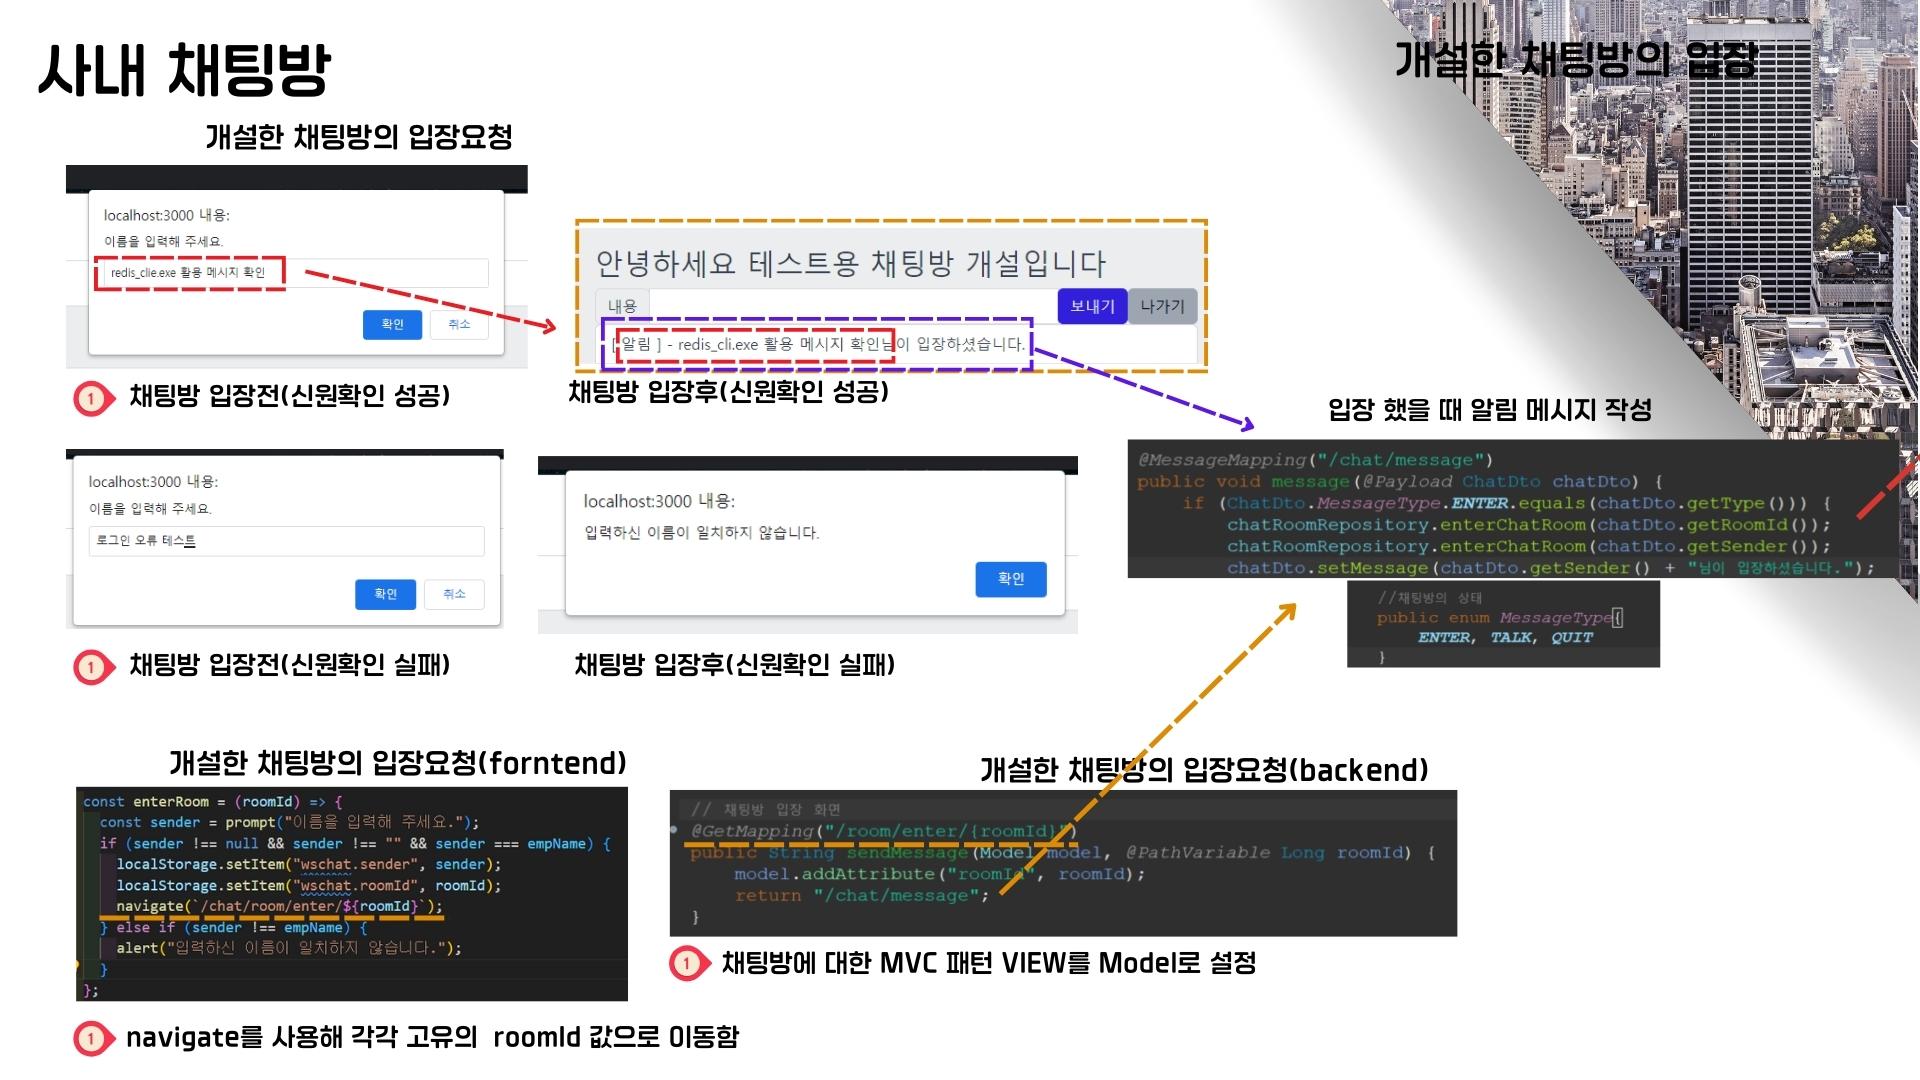 사내 채팅방
개설한 채팅방의 입장
개설한 채팅방의 입장요청
localhost:3000 내용:
이름을 입력해 주세요.
redis_clie.exe 활용 메시지 확인
확인
취소
1
채팅방 입장전(신원확인 성공)
안녕하세요 테스트용 채팅방 개설입니다
내용
보내기
나가기
[ 알림 ] - redis_cli.exe 활용 메시지 확인님이 입장하셨습니다.
채팅방 입장후(신원확인 성공)
입장 했을 때 알림 메시지 작성
@MessageMapping("/chat/message")
public void message(@Payload ChatDto chatDto) {
if (ChatDto.MessageType.ENTER.equals(chatDto.getType())) {
chatRoomRepository.enterChatRoom(chatDto.getRoomId());
chatRoomRepository.enterChatRoom(chatDto.getSender());
chatDto.setMessage(chatDto.getSender() + "님이 입장하셨습니다.");
//채팅방의 상태
public enum MessageType{
ENTER, TALK, QUIT
}
localhost:3000 내용:
이름을 입력해 주세요.
로그인 오류 테스트
확인
취소
1
채팅방 입장전(신원확인 실패)
localhost:3000 내용:
입력하신 이름이 일치하지 않습니다.
확인
채팅방 입장후(신원확인 실패)
개설한 채팅방의 입장요청(forntend)
const enterRoom = (roomId) => {
const sender = prompt("이름을 입력해 주세요.");
if (sender !== null && sender !== "" && sender === empName) {
localStorage.setItem("wschat.sender", sender);
localStorage.setItem("wschat.roomId", roomId);
navigate(`/chat/room/enter/${roomId}`);
} else if (sender !== empName) {
alert("입력하신 이름이 일치하지 않습니다.");
}
};
1
navigate를 사용해 각각 고유의 roomId 값으로 이동함
개설한 채팅방의 입장요청(backend)
// 채팅방 입장 화면
@GetMapping("/room/enter/{roomId}")
public String sendMessage(Model model, @PathVariable Long roomId) {
model.addAttribute("roomId", roomId);
return "/chat/message";
}
1
채팅방에 대한 MVC 패턴 VIEW를 Model로 설정